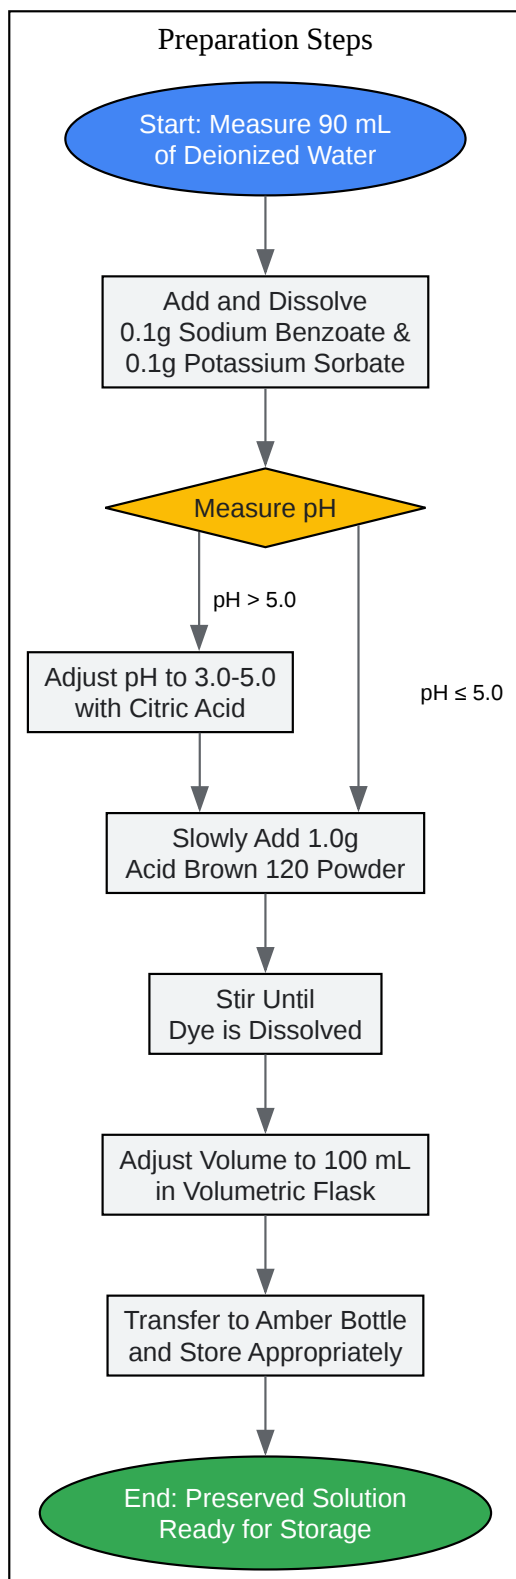 Preparation Steps
Start: Measure 90 mL
of Deionized Water
Add and Dissolve
0.1g Sodium Benzoate &
0.1g Potassium Sorbate
Measure pH
pH > 5.0
Adjust pH to 3.0-5.0
with Citric Acid
pH ≤ 5.0
Slowly Add 1.0g
Acid Brown 120 Powder
Stir Until
Dye is Dissolved
Adjust Volume to 100 mL
in Volumetric Flask
Transfer to Amber Bottle
and Store Appropriately
End: Preserved Solution
Ready for Storage